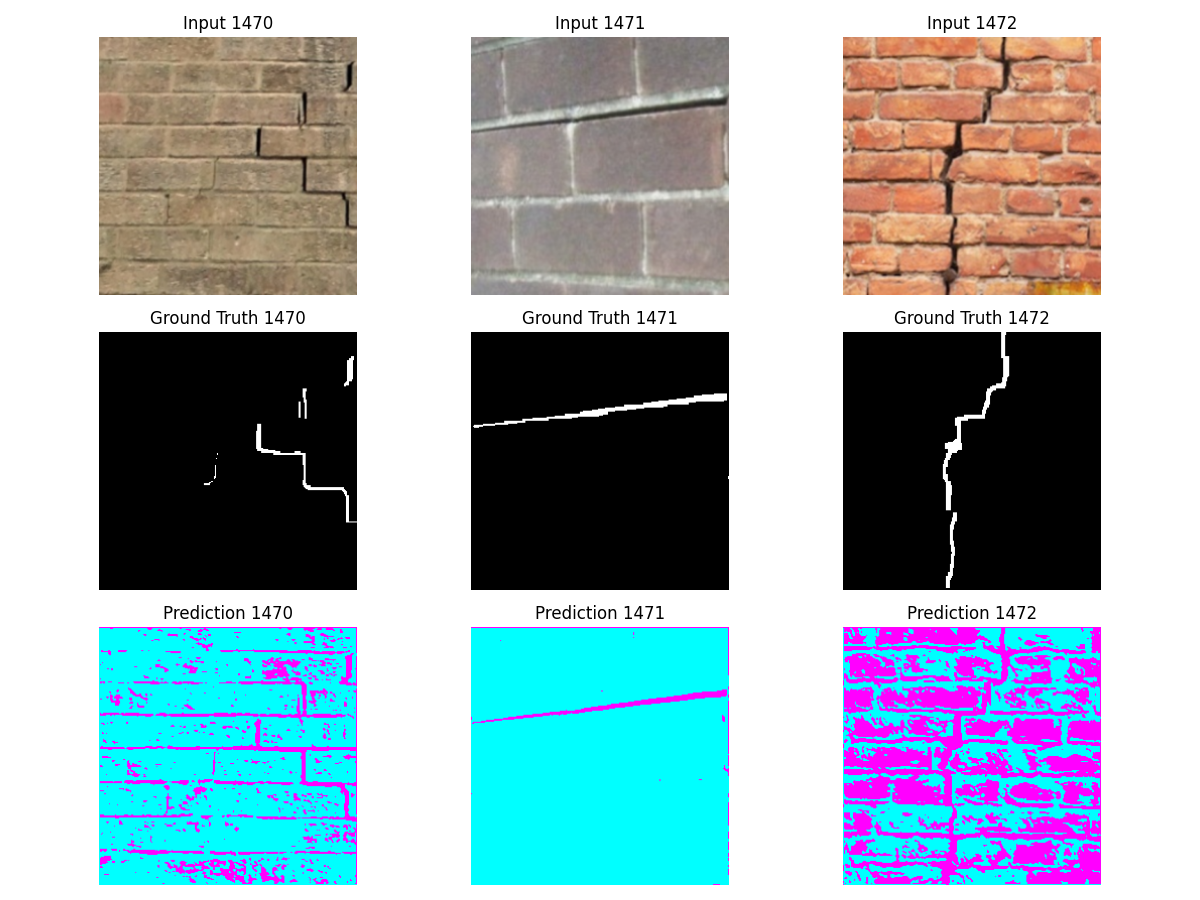 Input 1470
Input 1471
Input 1472
Ground Truth 1470
Ground Truth 1471
Ground Truth 1472
Prediction 1470
Prediction 1471
Prediction 1472